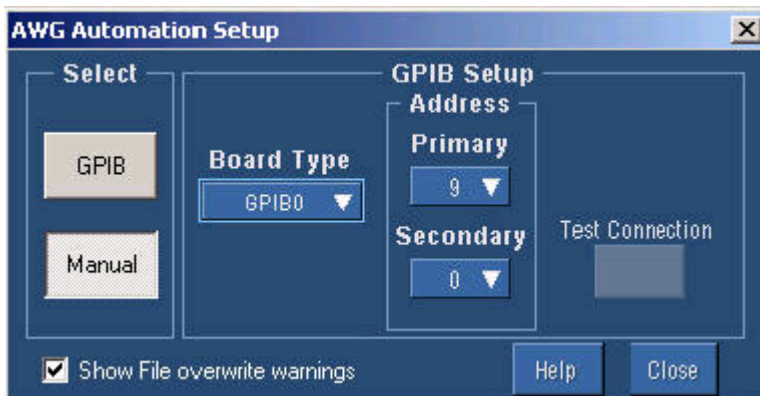 AWG Automation Setup
Select
GPIB
Manual
GPIB Setup
Board Type
GPIB0
Address
Primary
9
Secondary
0
Test Connection
Show File overwrite warnings
Help
Close